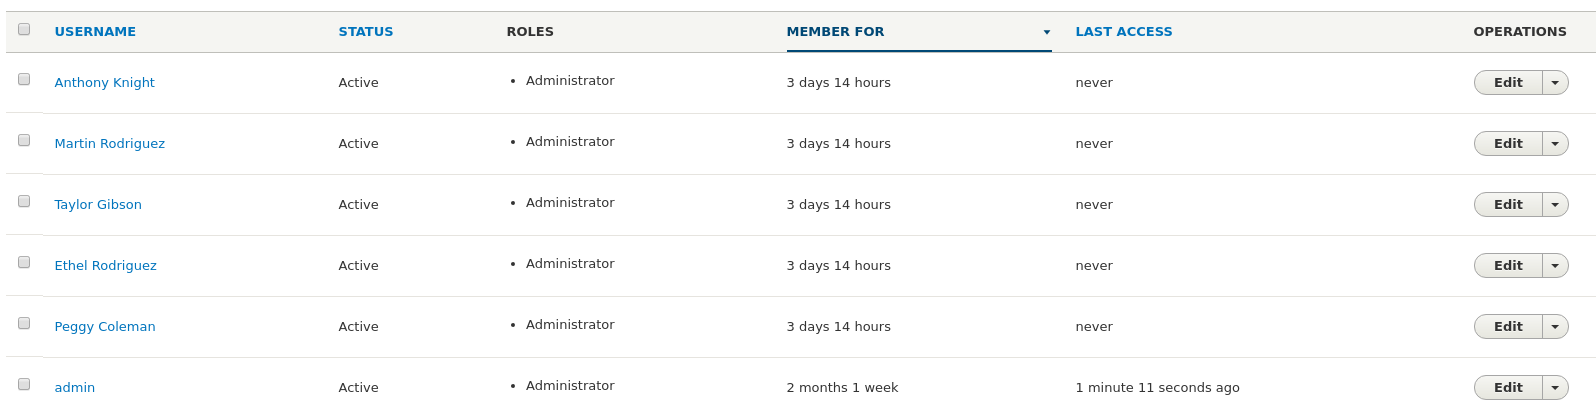 USERNAME STATUS ROLES MEMBER FOR LAST ACCESS OPERATIONS
Anthony Knight Active • Administrator 3 days 14 hours never Edit
Martin Rodriguez Active • Administrator 3 days 14 hours never Edit
Taylor Gibson Active • Administrator 3 days 14 hours never Edit
Ethel Rodriguez Active • Administrator 3 days 14 hours never Edit
Peggy Coleman Active • Administrator 3 days 14 hours never Edit
admin Active • Administrator 2 months 1 week 1 minute 11 seconds ago Edit